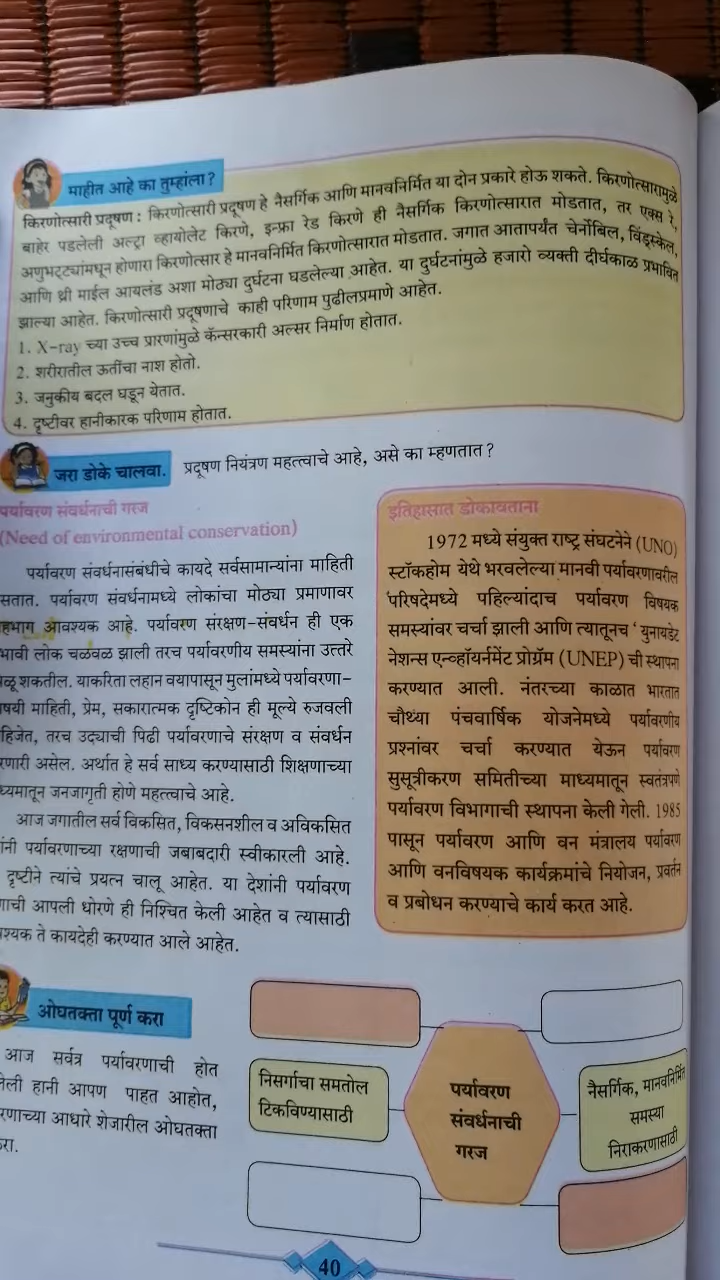 माहीत आहे का तुम्हांला ?
किरणोत्सारी प्रदूषण : किरणोत्सारी प्रदूषण हे नैसर्गिक आणि मानवनिर्मित या दोन प्रकारे होऊ शकते. किरणोत्सारामुळे
बाहेर पडलेली अल्ट्रा व्हायोलेट किरणे, इन्फ्रा रेड किरणे ही नैसर्गिक किरणोत्सारात मोडतात, तर एक्स रे,
अणुभट्ट्यांमधून होणारा किरणोत्सार हे मानवनिर्मित किरणोत्सारात मोडतात. जगात आतापर्यंत चेर्नोबिल, विंड्स्केल,
आणि थ्री माईल आयलंड अशा मोठ्या दुर्घटना घडलेल्या आहेत. या दुर्घटनांमुळे हजारो व्यक्ती दीर्घकाळ प्रभावित
झाल्या आहेत. किरणोत्सारी प्रदूषणाचे काही परिणाम पुढीलप्रमाणे आहेत.
1. X-ray च्या उच्च प्रारणांमुळे कॅन्सरकारी अल्सर निर्माण होतात.
2. शरीरातील ऊतींचा नाश होतो.
3. जनुकीय बदल घडून येतात.
4. दृष्टीवर हानीकारक परिणाम होतात.
जरा डोके चालवा. प्रदूषण नियंत्रण महत्त्वाचे आहे, असे का म्हणतात ?
पर्यावरण संवर्धनाची गरज
(Need of environmental conservation)
पर्यावरण संवर्धनासंबंधीचे कायदे सर्वसामान्यांना माहिती
सतात. पर्यावरण संवर्धनामध्ये लोकांचा मोठ्या प्रमाणावर
हभाग आवश्यक आहे. पर्यावरण संरक्षण-संवर्धन ही एक
भावी लोक चळवळ झाली तरच पर्यावरणीय समस्यांना उत्तरे
ळू शकतील. याकरिता लहान वयापासून मुलांमध्ये पर्यावरणा-
षयी माहिती, प्रेम, सकारात्मक दृष्टिकोन ही मूल्ये रुजवली
हिजेत, तरच उद्याची पिढी पर्यावरणाचे संरक्षण व संवर्धन
रणारी असेल. अर्थात हे सर्व साध्य करण्यासाठी शिक्षणाच्या
ध्यमातून जनजागृती होणे महत्त्वाचे आहे.
आज जगातील सर्व विकसित, विकसनशील व अविकसित
ांनी पर्यावरणाच्या रक्षणाची जबाबदारी स्वीकारली आहे.
दृष्टीने त्यांचे प्रयत्न चालू आहेत. या देशांनी पर्यावरण
णाची आपली धोरणे ही निश्चित केली आहेत व त्यासाठी
श्यक ते कायदेही करण्यात आले आहेत.
इतिहासात डोकावताना
1972 मध्ये संयुक्त राष्ट्र संघटनेने (UNO)
स्टॉकहोम येथे भरवलेल्या मानवी पर्यावरणावरील
परिषदेमध्ये पहिल्यांदाच पर्यावरण विषयक
समस्यांवर चर्चा झाली आणि त्यातूनच ‘युनायटेड
नेशन्स एन्व्हॉयर्नमेंट प्रोग्रॅम (UNEP) ची स्थापना
करण्यात आली. नंतरच्या काळात भारतात
चौथ्या पंचवार्षिक योजनेमध्ये पर्यावरणीय
प्रश्नांवर चर्चा करण्यात येऊन पर्यावरण
सुसूत्रीकरण समितीच्या माध्यमातून स्वतंत्रपणे
पर्यावरण विभागाची स्थापना केली गेली. 1985
पासून पर्यावरण आणि वन मंत्रालय पर्यावरण
आणि वनविषयक कार्यक्रमांचे नियोजन, प्रवर्तन
व प्रबोधन करण्याचे कार्य करत आहे.
ओघतक्ता पूर्ण करा
आज सर्वत्र पर्यावरणाची होत
लेली हानी आपण पाहत आहोत,
रणाच्या आधारे शेजारील ओघतक्ता
रा.
निसर्गाचा समतोल
टिकविण्यासाठी
पर्यावरण
संवर्धनाची
गरज
नैसर्गिक, मानवनिर्मित
समस्या
निराकरणासाठी
40